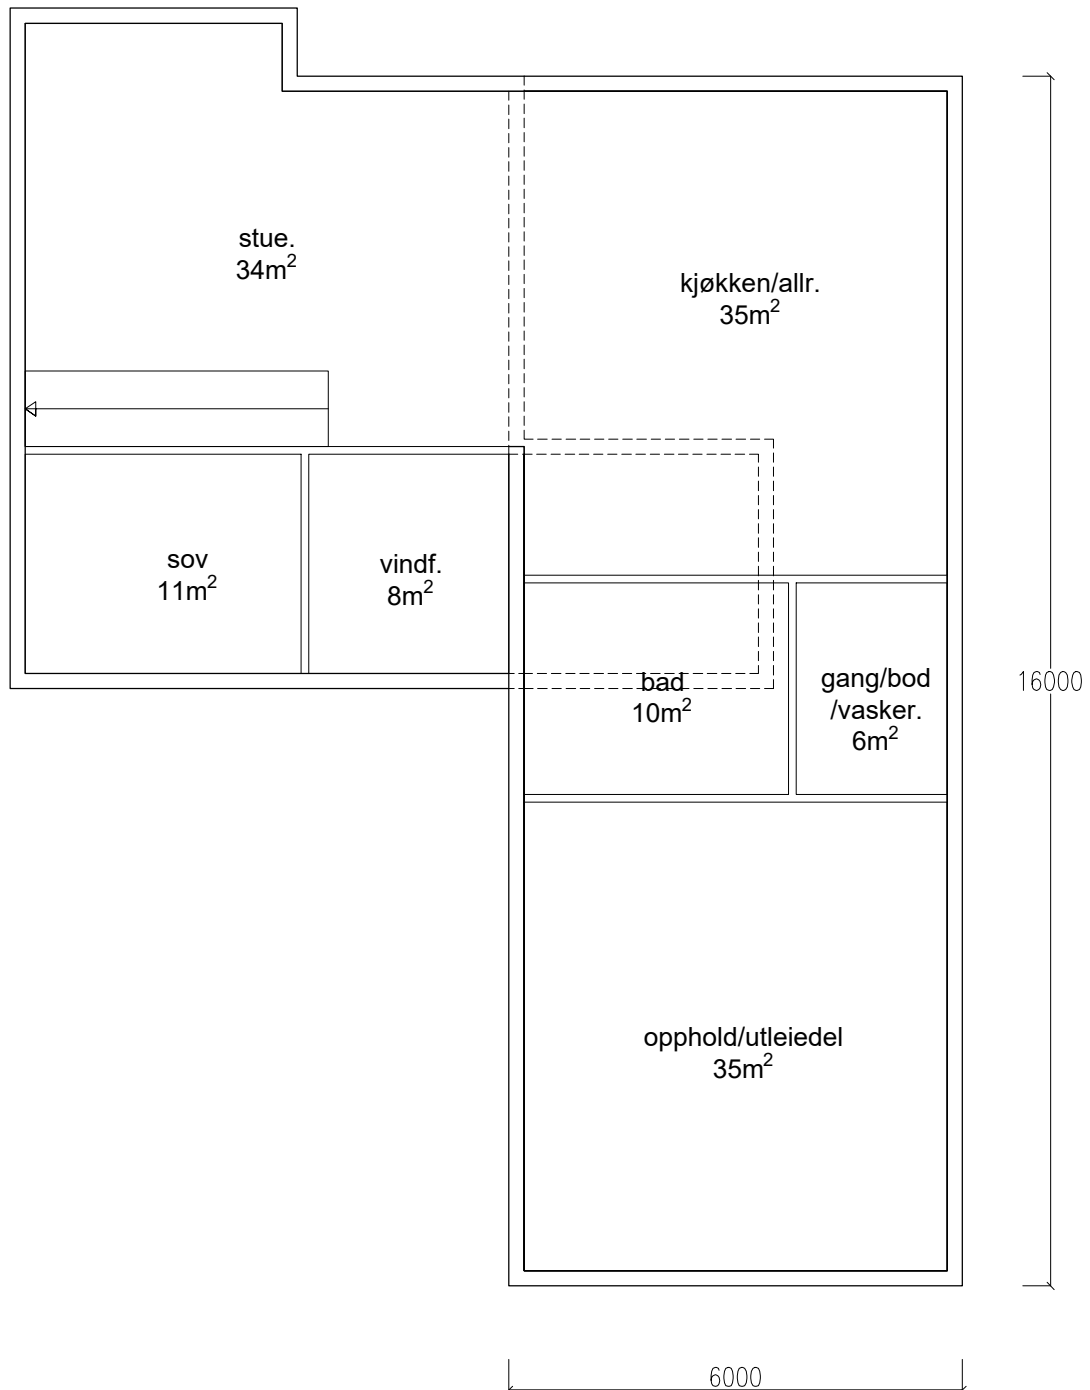 stue.
34m²
kjøkken/allr.
35m²
sov
11m²
vindf.
8m²
bad
10m²
gang/bod
/vasker.
6m²
16000
opphold/utleiedel
35m²
6000